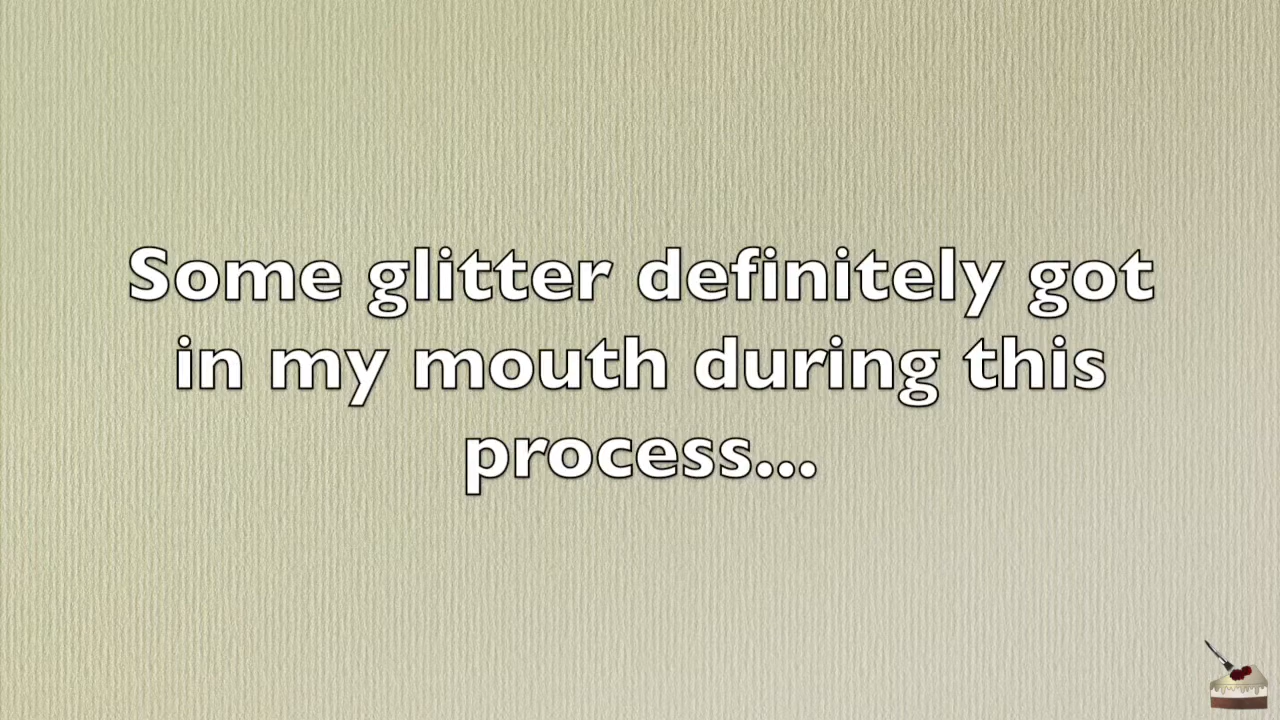 Some glitter definitely got
in my mouth during this
process...